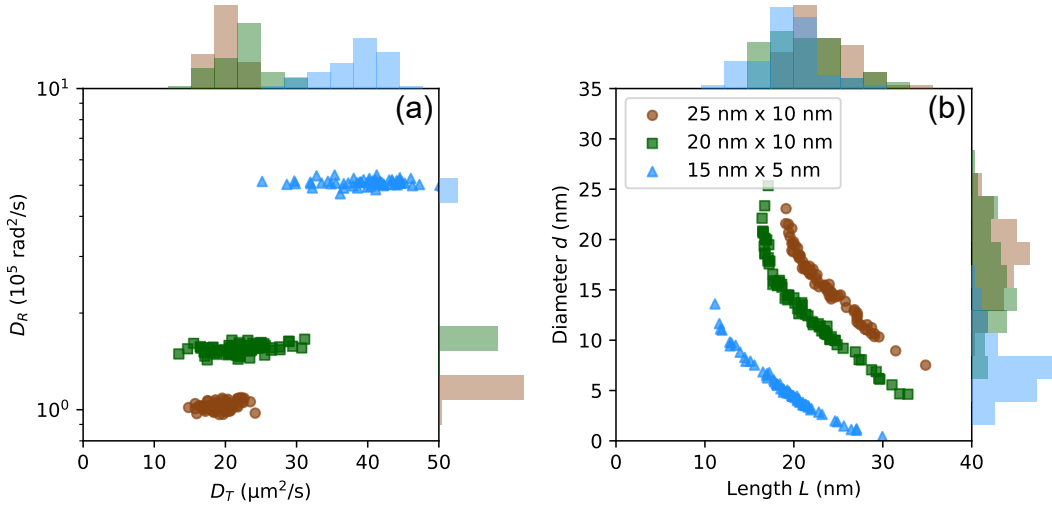 (a)
10¹
10⁰
D_R (10⁵ rad²/s)
0 10 20 30 40 50
D_T (μm²/s)
(b)
25 nm x 10 nm
20 nm x 10 nm
15 nm x 5 nm
35
30
25
20
15
10
5
0
Diameter d (nm)
0 10 20 30 40
Length L (nm)